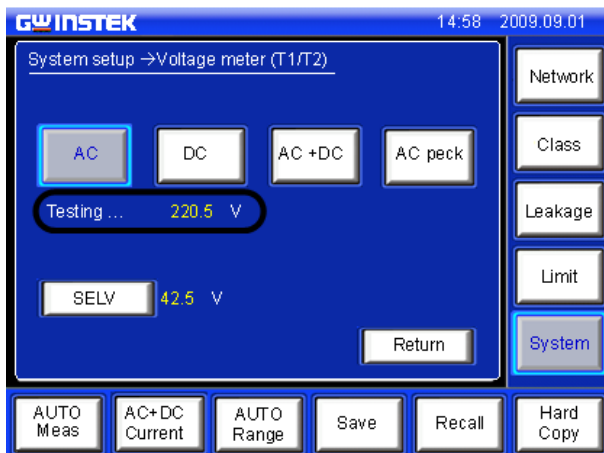 GWINSTEK 14:58 2009.09.01
System setup →Voltage meter (T1/T2)
AC DC AC +DC AC peck
Testing ... 220.5 V
SELV 42.5 V
Return
Network
Class
Leakage
Limit
System
AUTO Meas
AC+DC Current
AUTO Range
Save
Recall
Hard Copy